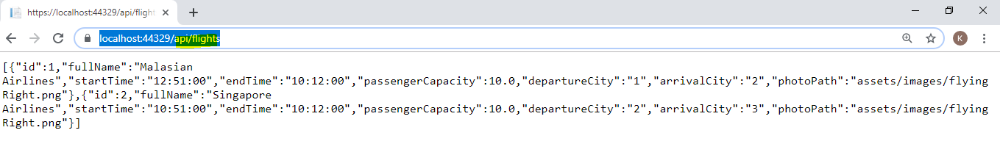 https://localhost:44329/api/flight
localhost:44329/api/flights
K
[{"id":1,"fullName":"Malasian
Airlines","startTime":"12:51:00","endTime":"10:12:00","passengerCapacity":10.0,"departureCity":"1","arrivalCity":"2","photoPath":"assets/images/flying
Right.png"},{"id":2,"fullName":"Singapore
Airlines","startTime":"10:51:00","endTime":"10:12:00","passengerCapacity":10.0,"departureCity":"2","arrivalCity":"3","photoPath":"assets/images/flying
Right.png"}]